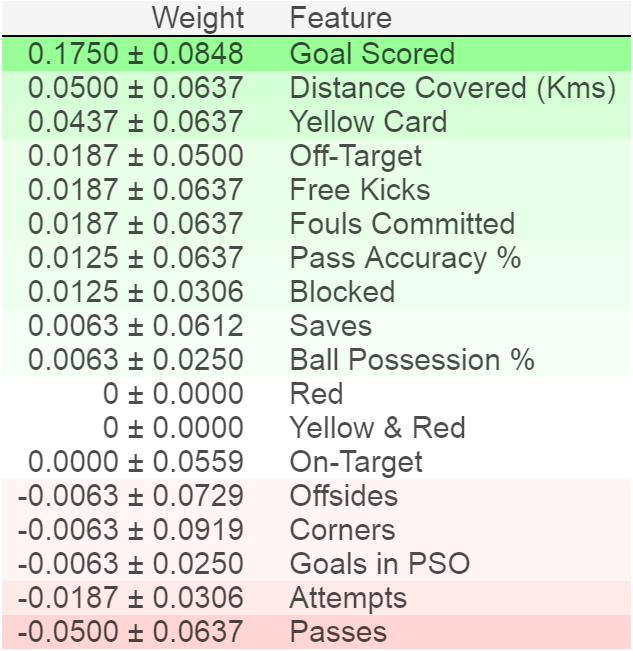 Weight Feature
0.1750 ± 0.0848 Goal Scored
0.0500 ± 0.0637 Distance Covered (Kms)
0.0437 ± 0.0637 Yellow Card
0.0187 ± 0.0500 Off-Target
0.0187 ± 0.0637 Free Kicks
0.0187 ± 0.0637 Fouls Committed
0.0125 ± 0.0637 Pass Accuracy %
0.0125 ± 0.0306 Blocked
0.0063 ± 0.0612 Saves
0.0063 ± 0.0250 Ball Possession %
0 ± 0.0000 Red
0 ± 0.0000 Yellow & Red
0.0000 ± 0.0559 On-Target
-0.0063 ± 0.0729 Offsides
-0.0063 ± 0.0919 Corners
-0.0063 ± 0.0250 Goals in PSO
-0.0187 ± 0.0306 Attempts
-0.0500 ± 0.0637 Passes